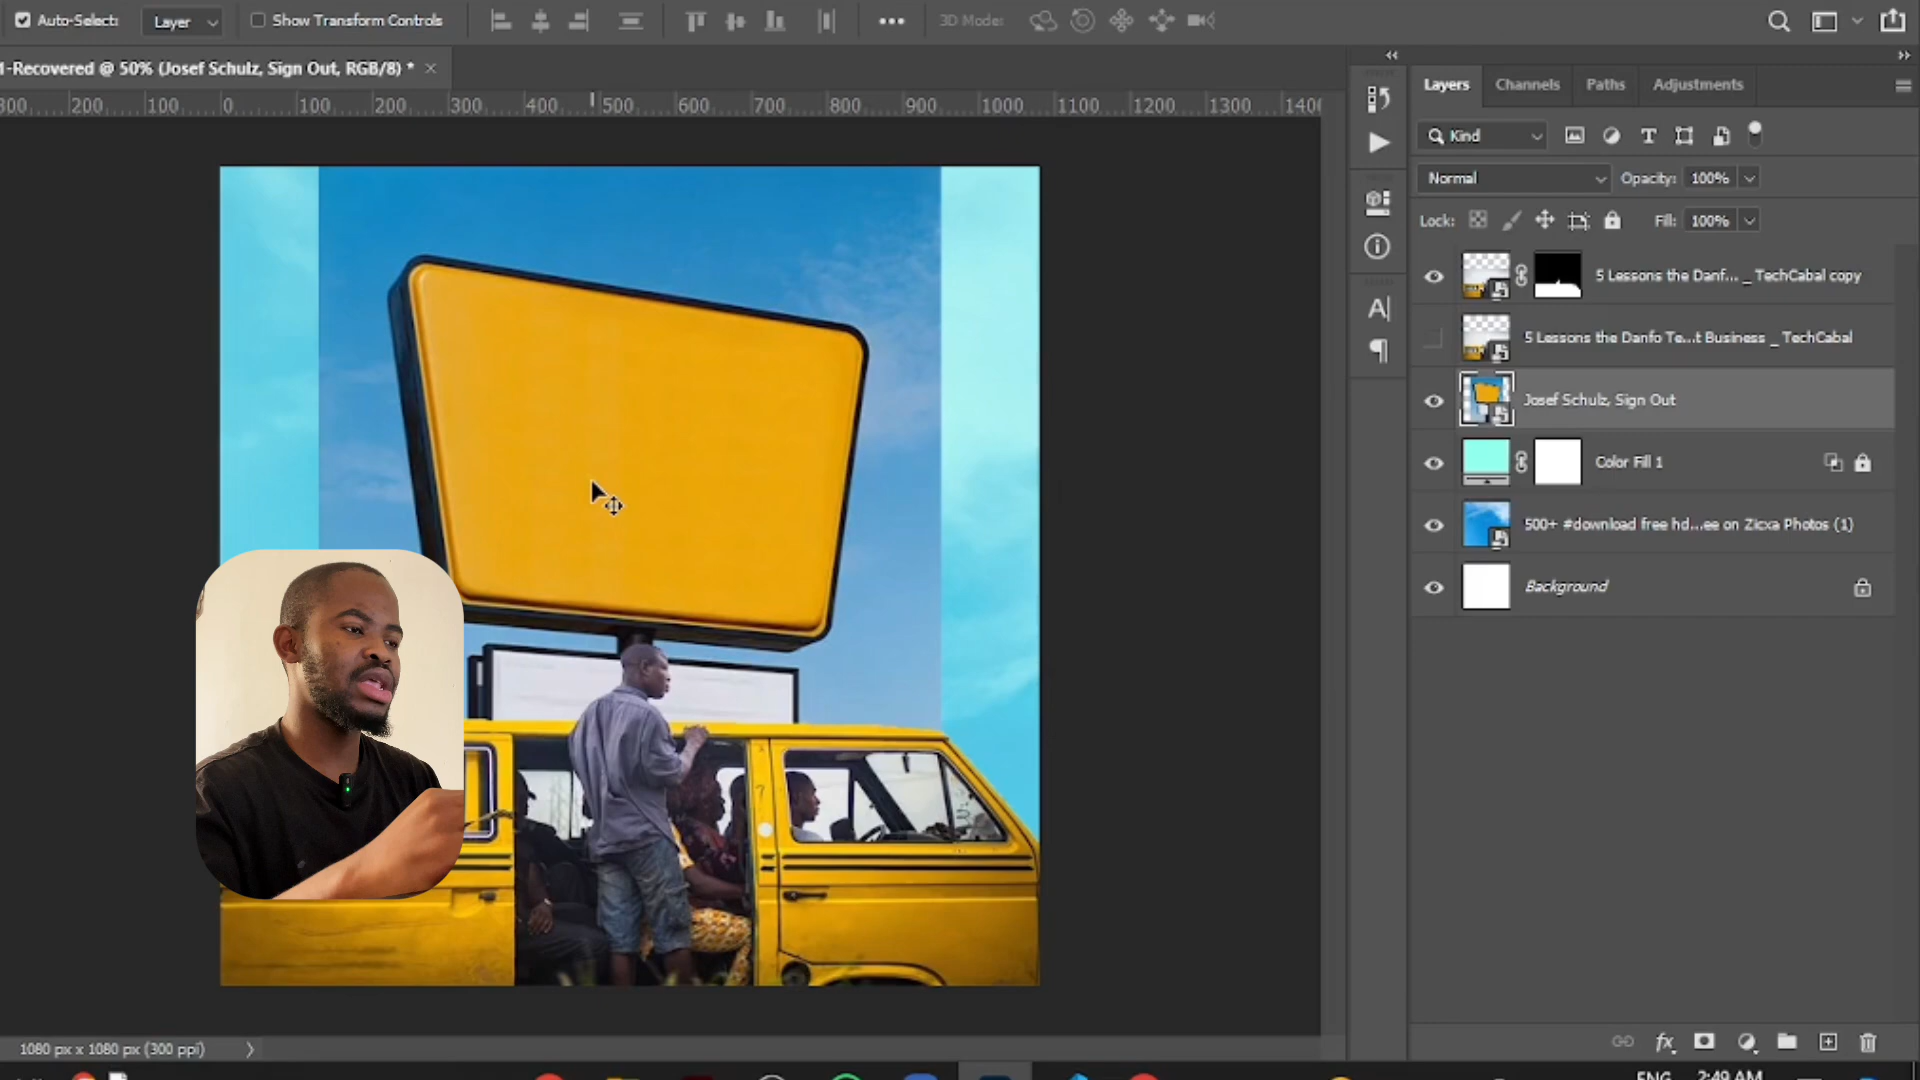 Auto-Select:
Layer
Show Transform Controls
3D Mode:
1-Recovered @ 50% (Josef Schulz, Sign Out, RGB/8) *
300 200 100 0 100 200 300 400 500 600 700 800 900 1000 1100 1200 1300 1400
Layers
Channels
Paths
Adjustments
Kind
Normal
Opacity: 100%
Lock:
Fill: 100%
5 Lessons the Danf... _ TechCabal copy
5 Lessons the Danfo Te...t Business _ TechCabal
Josef Schulz, Sign Out
Color Fill 1
500+ #download free hd...ee on Zicxa Photos (1)
Background
1080 px x 1080 px (300 ppi)
fx
ENG
2:49 AM